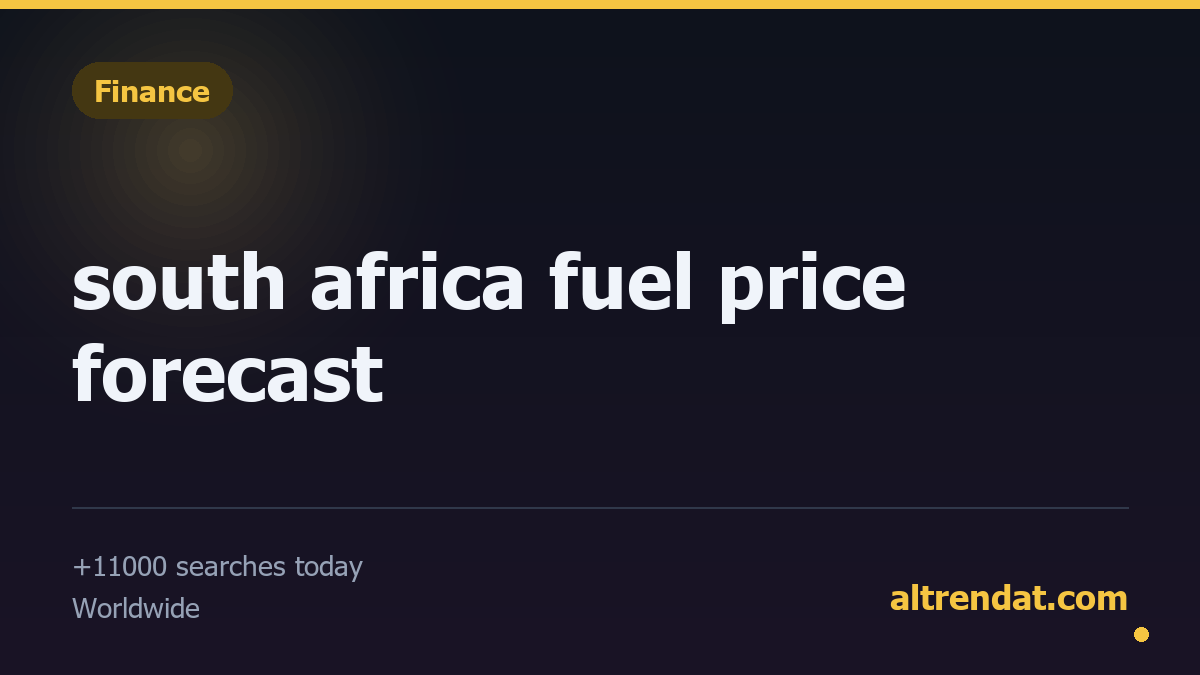 Finance
south africa fuel price
forecast
+11000 searches today
Worldwide
altrendat.com